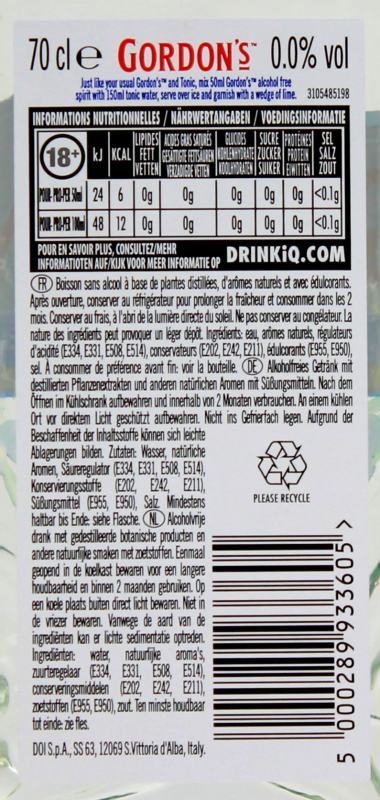 70 cl e GORDON'S™ 0.0% vol
Just like your usual Gordon's™ and Tonic, mix 50ml Gordon's™ alcohol free
spirit with 150ml tonic water, serve over ice and garnish with a wedge of lime. 3105485198
INFORMATIONS NUTRITIONNELLES / NÄHRWERTANGABEN / VOEDINGSINFORMATIE
18+ kJ KCAL LIPIDES FETT VETTEN ACIDES GRAS SATURÉS GESÄTTIGTE FETTSÄUREN VERZADIGDE VETTEN GLUCIDES KOHLENHYDRATE KOOLHYDRATEN SUCRE ZUCKER SUIKER PROTÉINES PROTEIN EIWITTEN SEL SALZ ZOUT
POUR-PRO-PER 50ml 24 6 0g 0g 0g 0g 0g <0.1g
POUR-PRO-PER 100ml 48 12 0g 0g 0g 0g 0g <0.1g
POUR EN SAVOIR PLUS, CONSULTEZ/MEHR
INFORMATIOTEN AUF/KIJK VOOR MEER INFORMATIE OP DRINKiQ.COM
FR Boisson sans alcool à base de plantes distillées, d'arômes naturels et avec édulcorants.
Après ouverture, conserver au réfrigérateur pour prolonger la fraîcheur et consommer dans les 2
mois. Conserver au frais, à l'abri de la lumière directe du soleil. Ne pas conserver au congélateur. La
nature des ingrédients peut provoquer un léger dépôt. Ingrédients: eau, arômes naturels, régulateurs
d'acidité (E334, E331, E508, E514), conservateurs (E202, E242, E211), édulcorants (E955, E950),
sel. À consommer de préférence avant fin: voir la bouteille. DE Alkoholfreies Getränk mit
destillierten Pflanzenextrakten und anderen natürlichen Aromen mit Süßungsmitteln. Nach dem
Öffnen im Kühlschrank aufbewahren und innerhalb von 2 Monaten verbrauchen. An einem kühlen
Ort vor direktem Licht geschützt aufbewahren. Nicht ins Gefrierfach legen. Aufgrund der
Beschaffenheit der Inhaltsstoffe können sich leichte
Ablagerungen bilden. Zutaten: Wasser, natürliche
Aromen, Säureregulator (E334, E331, E508, E514),
Konservierungsstoffe (E202, E242, E211),
Süßungsmittel (E955, E950), Salz. Mindestens
haltbar bis Ende: siehe Flasche. NL Alcoholvrije
drank met gedestilleerde botanische producten en
andere natuurlijke smaken met zoetstoffen. Eenmaal
geopend in de koelkast bewaren voor een langere
houdbaarheid en binnen 2 maanden gebruiken. Op
een koele plaats buiten direct licht bewaren. Niet in
de vriezer bewaren. Vanwege de aard van de
ingrediënten kan er lichte sedimentatie optreden.
Ingrediënten: water, natuurlijke aroma's,
zuurteregelaar (E334, E331, E508, E514),
conserveringsmiddelen (E202, E242, E211),
zoetstoffen (E955, E950), zout. Ten minste houdbaar
tot einde: zie fles.
DOI S.p.A., SS 63, 12069 S.Vittoria d'Alba, Italy.
PLEASE RECYCLE
5 000289 933605 >